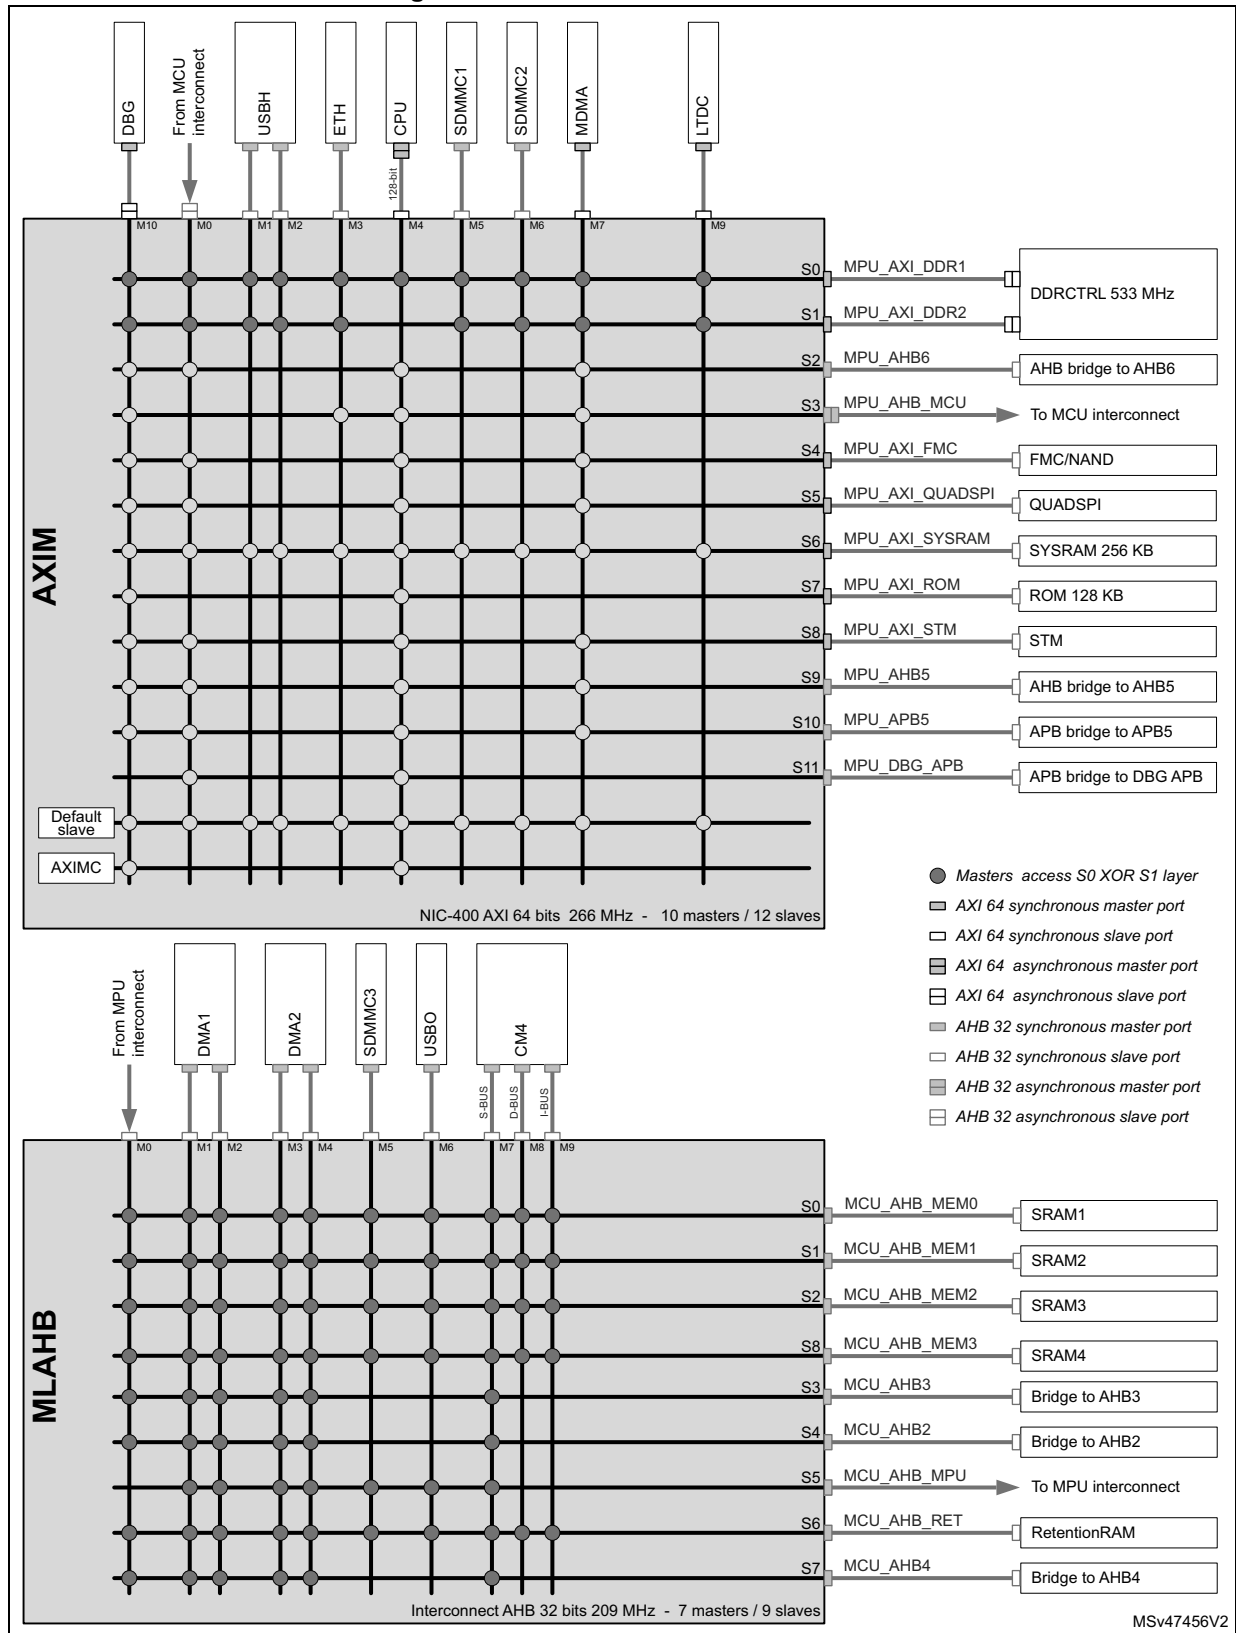 DBG
From MCU
interconnect
USBH
ETH
CPU
SDMMC1
SDMMC2
MDMA
LTDC
128-bit
M10
M0
M1
M2
M3
M4
M5
M6
M7
M9
S0
MPU_AXI_DDR1
DDRCTRL 533 MHz
S1
MPU_AXI_DDR2
S2
MPU_AHB6
AHB bridge to AHB6
S3
MPU_AHB_MCU
To MCU interconnect
S4
MPU_AXI_FMC
FMC/NAND
S5
MPU_AXI_QUADSPI
QUADSPI
AXIM
S6
MPU_AXI_SYSRAM
SYSRAM 256 KB
S7
MPU_AXI_ROM
ROM 128 KB
S8
MPU_AXI_STM
STM
S9
MPU_AHB5
AHB bridge to AHB5
S10
MPU_APB5
APB bridge to APB5
S11
MPU_DBG_APB
APB bridge to DBG APB
Default
slave
AXIMC
NIC-400 AXI 64 bits 266 MHz - 10 masters / 12 slaves
Masters access S0 XOR S1 layer
AXI 64 synchronous master port
AXI 64 synchronous slave port
AXI 64 asynchronous master port
AXI 64 asynchronous slave port
AHB 32 synchronous master port
AHB 32 synchronous slave port
AHB 32 asynchronous master port
AHB 32 asynchronous slave port
From MPU
interconnect
DMA1
DMA2
SDMMC3
USBO
CM4
S-BUS
D-BUS
I-BUS
M0
M1
M2
M3
M4
M5
M6
M7
M8
M9
S0
MCU_AHB_MEM0
SRAM1
S1
MCU_AHB_MEM1
SRAM2
S2
MCU_AHB_MEM2
SRAM3
MLAHB
S8
MCU_AHB_MEM3
SRAM4
S3
MCU_AHB3
Bridge to AHB3
S4
MCU_AHB2
Bridge to AHB2
S5
MCU_AHB_MPU
To MPU interconnect
S6
MCU_AHB_RET
RetentionRAM
S7
MCU_AHB4
Bridge to AHB4
Interconnect AHB 32 bits 209 MHz - 7 masters / 9 slaves
MSv47456V2